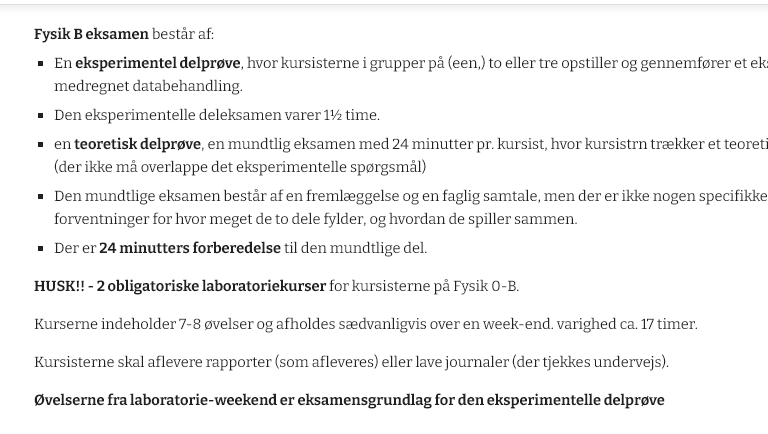 Fysik B eksamen består af:
En eksperimentel delprøve, hvor kursisterne i grupper på (een,) to eller tre opstiller og gennemfører et
medregnet databehandling.
Den eksperimentelle deleksamen varer 1½ time.
en teoretisk delprøve, en mundtlig eksamen med 24 minutter pr. kursist, hvor kursistrn trækker et
(der ikke må overlappe det eksperimentelle spørgsmål)
Den mundtlige eksamen består af en fremlæggelse og en faglig samtale, men der er ikke nogen specifikke
forventninger for hvor meget de to dele fylder, og hvordan de spiller sammen.
Der er 24 minutters forberedelse til den mundtlige del.
HUSK!! - 2 obligatoriske laboratoriekurser for kursisterne på Fysik 0-B.
Kurserne indeholder 7-8 øvelser og afholdes sædvanligvis over en week-end. varighed ca. 17 timer.
Kursisterne skal aflevere rapporter (som afleveres) eller lave journaler (der tjekkes undervejs).
Øvelserne fra laboratorie-weekend er eksamensgrundlag for den eksperimentelle delprøve